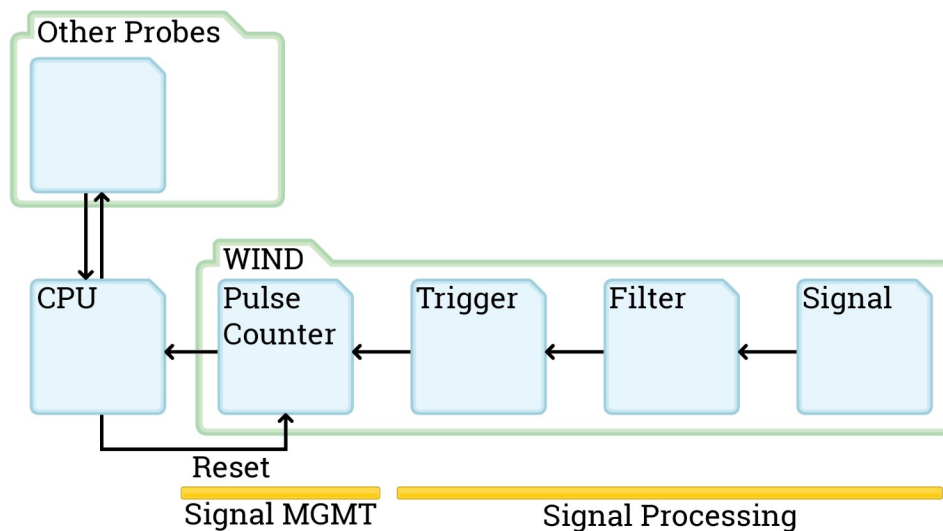 Other Probes
WIND
CPU
Pulse
Counter
Trigger
Filter
Signal
Reset
Signal MGMT
Signal Processing